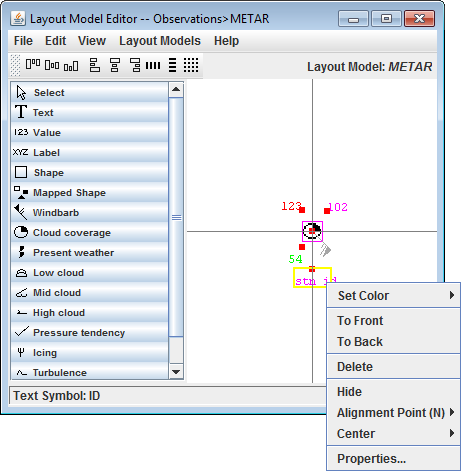 Layout Model Editor -- Observations>METAR
File Edit View Layout Models Help
Layout Model: METAR
Select
Text
123 Value
XYZ Label
Shape
Mapped Shape
Windbarb
Cloud coverage
Present weather
Low cloud
Mid cloud
High cloud
Pressure tendency
Icing
Turbulence
123 102
54
stn id
Set Color
To Front
To Back
Delete
Hide
Alignment Point (N)
Center
Properties...
Text Symbol: ID